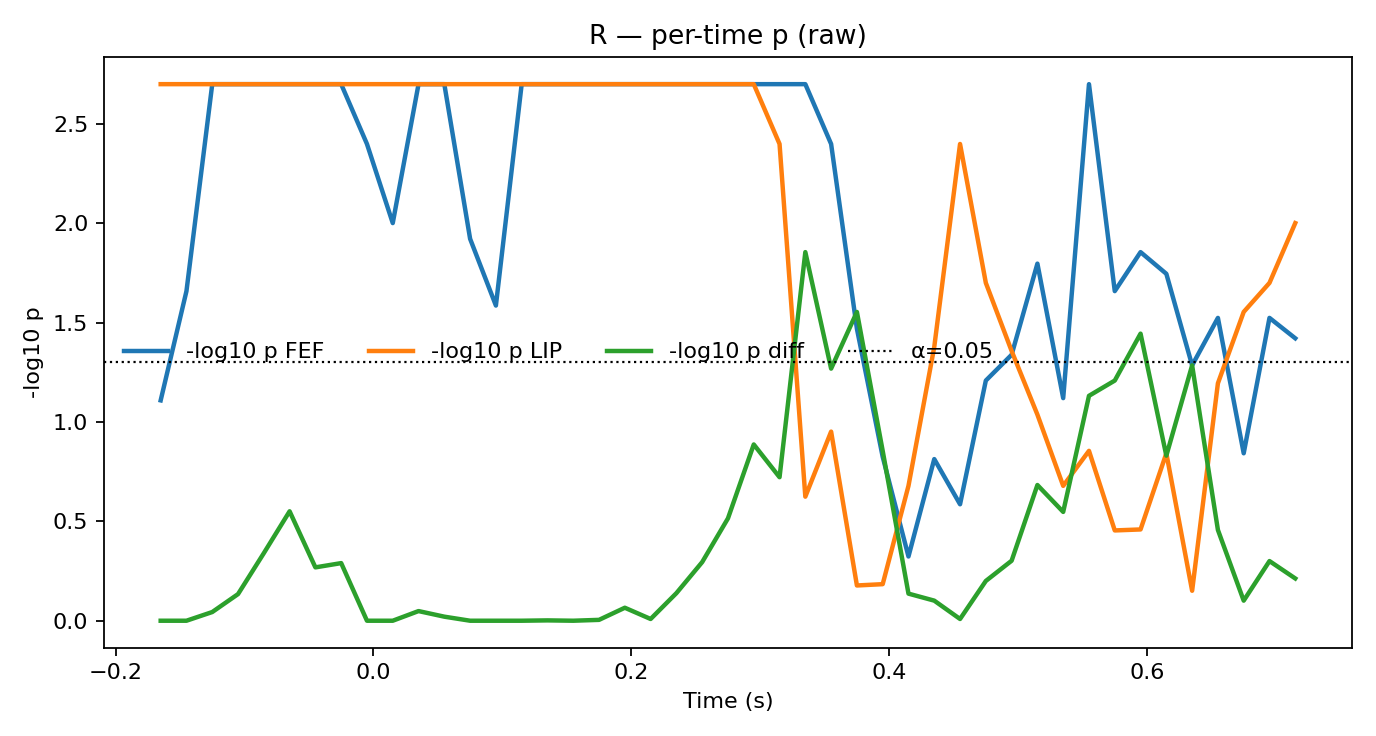 R — per-time p (raw)
-log10 p
2.5
2.0
1.5
1.0
0.5
0.0
-log10 p FEF -log10 p LIP -log10 p diff α=0.05
−0.2 0.0 0.2 0.4 0.6
Time (s)